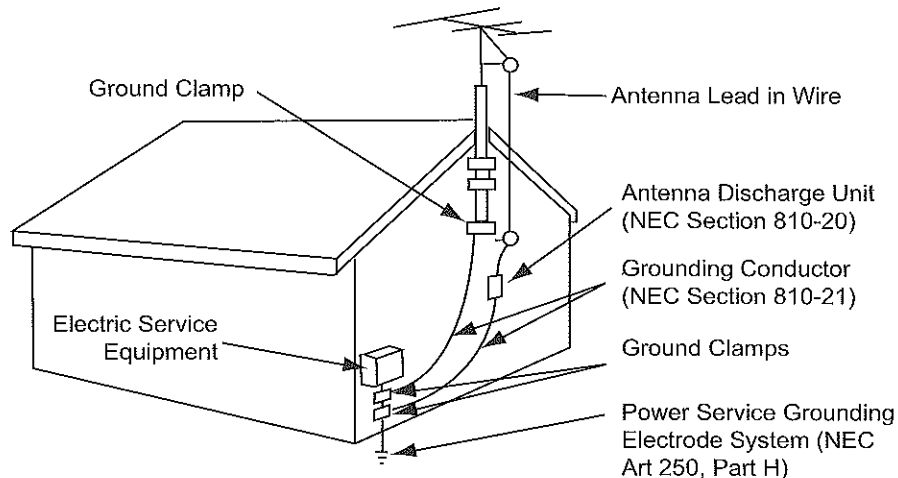 Ground Clamp
Antenna Lead in Wire
Antenna Discharge Unit
(NEC Section 810-20)
Grounding Conductor
(NEC Section 810-21)
Electric Service
Equipment
Ground Clamps
Power Service Grounding
Electrode System (NEC
Art 250, Part H)